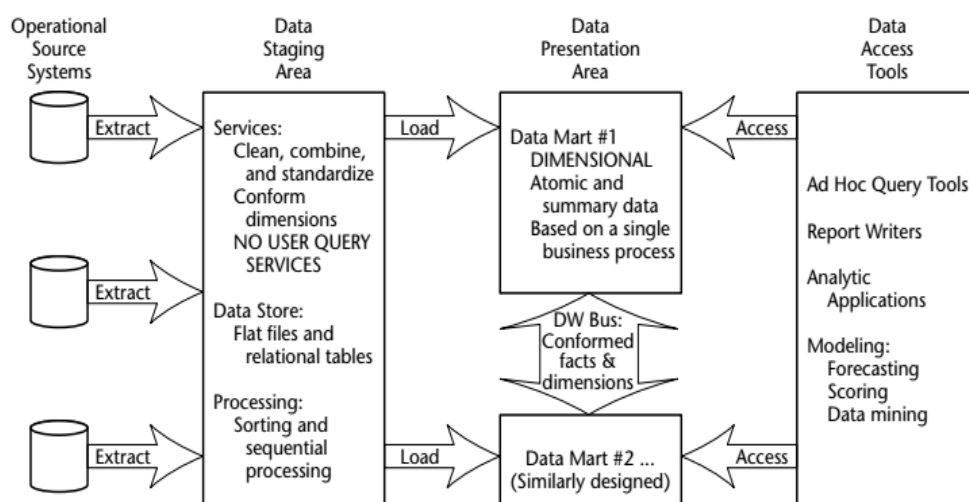 Operational
Source
Systems
Data
Staging
Area
Data
Presentation
Area
Data
Access
Tools
Extract
Extract
Extract
Services:
Clean, combine,
and standardize
Conform
dimensions
NO USER QUERY
SERVICES
Data Store:
Flat files and
relational tables
Processing:
Sorting and
sequential
processing
Load
Load
Data Mart #1
DIMENSIONAL
Atomic and
summary data
Based on a single
business process
DW Bus:
Conformed
facts &
dimensions
Data Mart #2 ...
(Similarly designed)
Access
Access
Ad Hoc Query Tools
Report Writers
Analytic
Applications
Modeling:
Forecasting
Scoring
Data mining